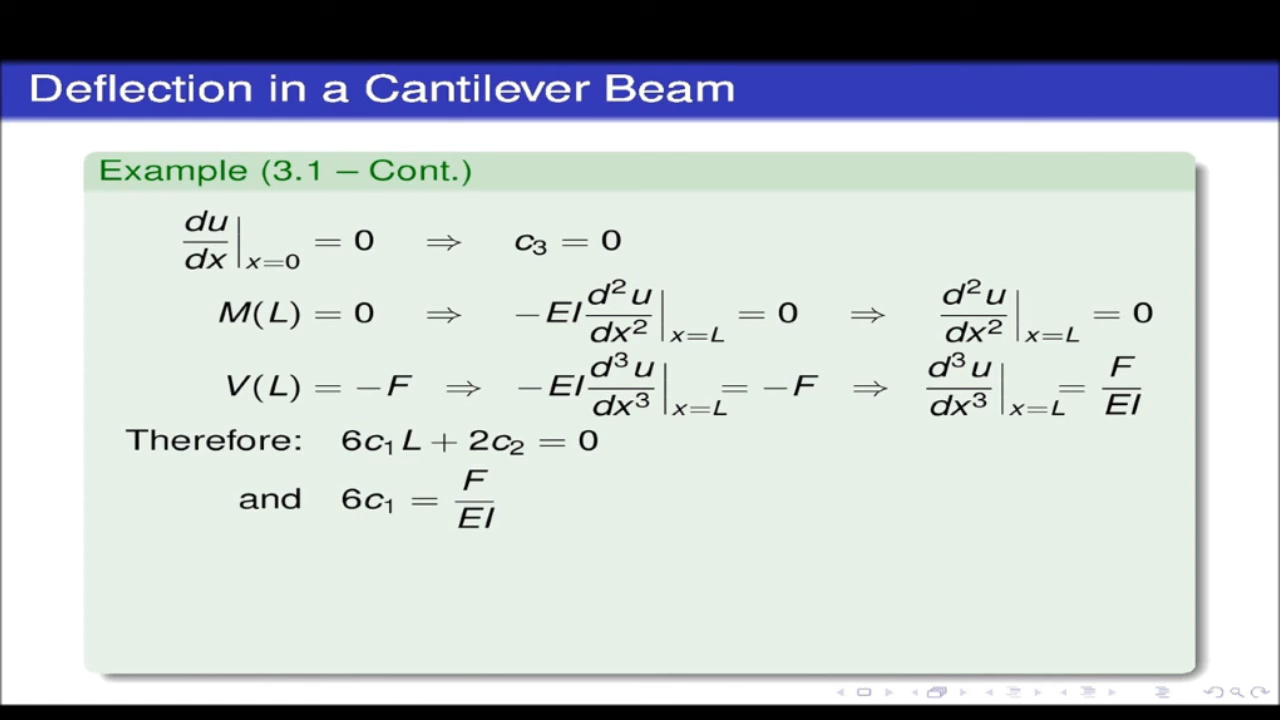 Deflection in a Cantilever Beam
Example (3.1 – Cont.)
du/dx|x=0 = 0 ⇒ c₃ = 0
M(L) = 0 ⇒ −EI d²u/dx²|x=L = 0 ⇒ d²u/dx²|x=L = 0
V(L) = −F ⇒ −EI d³u/dx³|x=L = −F ⇒ d³u/dx³|x=L = F/EI
Therefore: 6c₁L + 2c₂ = 0
and 6c₁ = F/EI